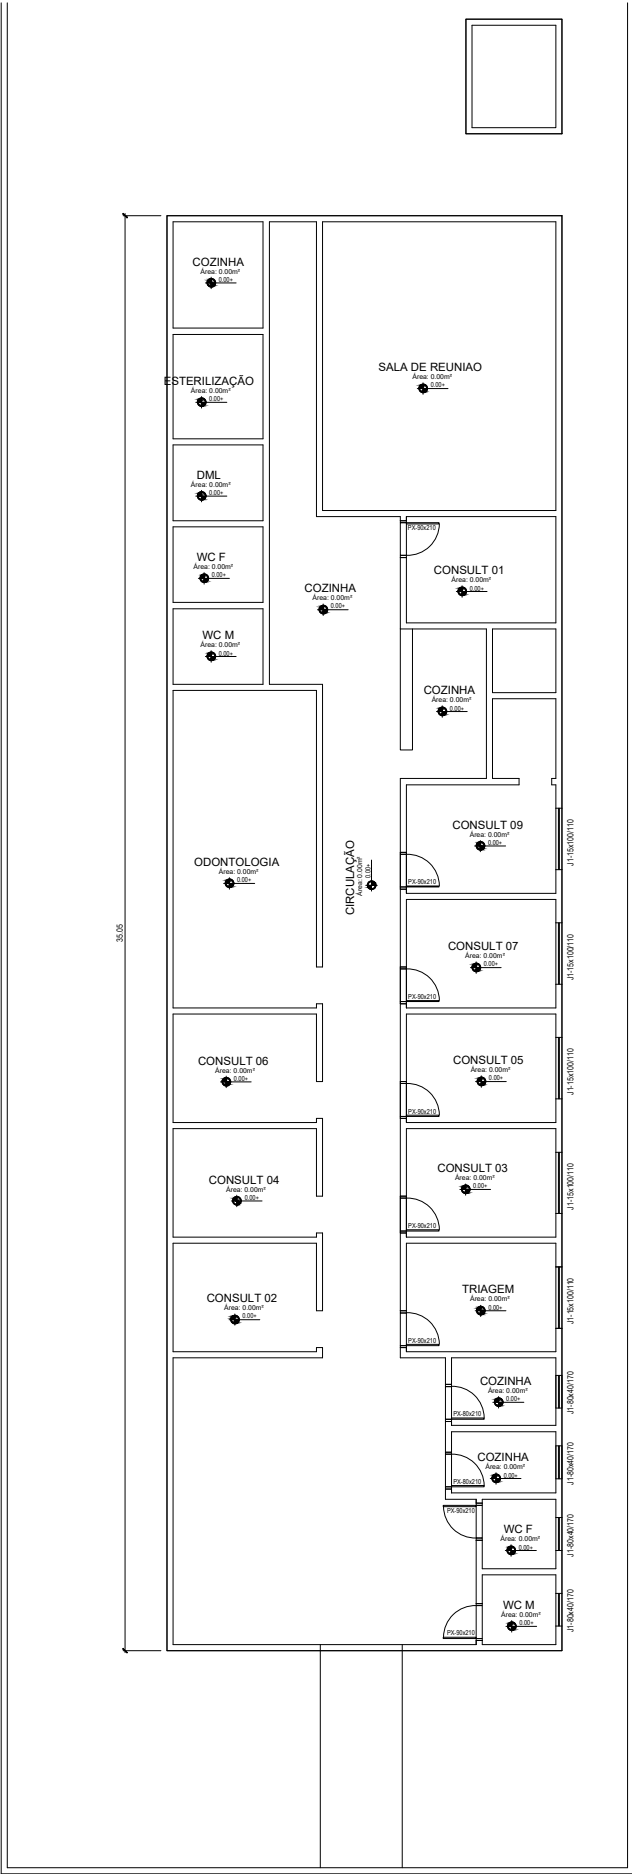 COZINHA
Área: 0.00m²
0.00+
ESTERILIZAÇÃO
Área: 0.00m²
0.00+
DML
Área: 0.00m²
0.00+
WC F
Área: 0.00m²
0.00+
WC M
Área: 0.00m²
0.00+
SALA DE REUNIAO
Área: 0.00m²
0.00+
PX-90x210
CONSULT 01
Área: 0.00m²
0.00+
COZINHA
Área: 0.00m²
0.00+
COZINHA
Área: 0.00m²
0.00+
ODONTOLOGIA
Área: 0.00m²
0.00+
CIRCULAÇÃO
Área: 0.00m²
0.00+
CONSULT 09
Área: 0.00m²
0.00+
PX-90x210
J1-15x100/110
35.05
CONSULT 07
Área: 0.00m²
0.00+
PX-90x210
J1-15x100/110
CONSULT 06
Área: 0.00m²
0.00+
CONSULT 05
Área: 0.00m²
0.00+
PX-90x210
J1-15x100/110
CONSULT 04
Área: 0.00m²
0.00+
CONSULT 03
Área: 0.00m²
0.00+
PX-90x210
J1-15x100/110
CONSULT 02
Área: 0.00m²
0.00+
TRIAGEM
Área: 0.00m²
0.00+
PX-90x210
J1-15x100/110
COZINHA
Área: 0.00m²
0.00+
PX-80x210
J1-80x40/170
COZINHA
Área: 0.00m²
0.00+
PX-80x210
J1-80x40/170
PX-90x210
WC F
Área: 0.00m²
0.00+
J1-80x40/170
WC M
Área: 0.00m²
0.00+
PX-90x210
J1-80x40/170